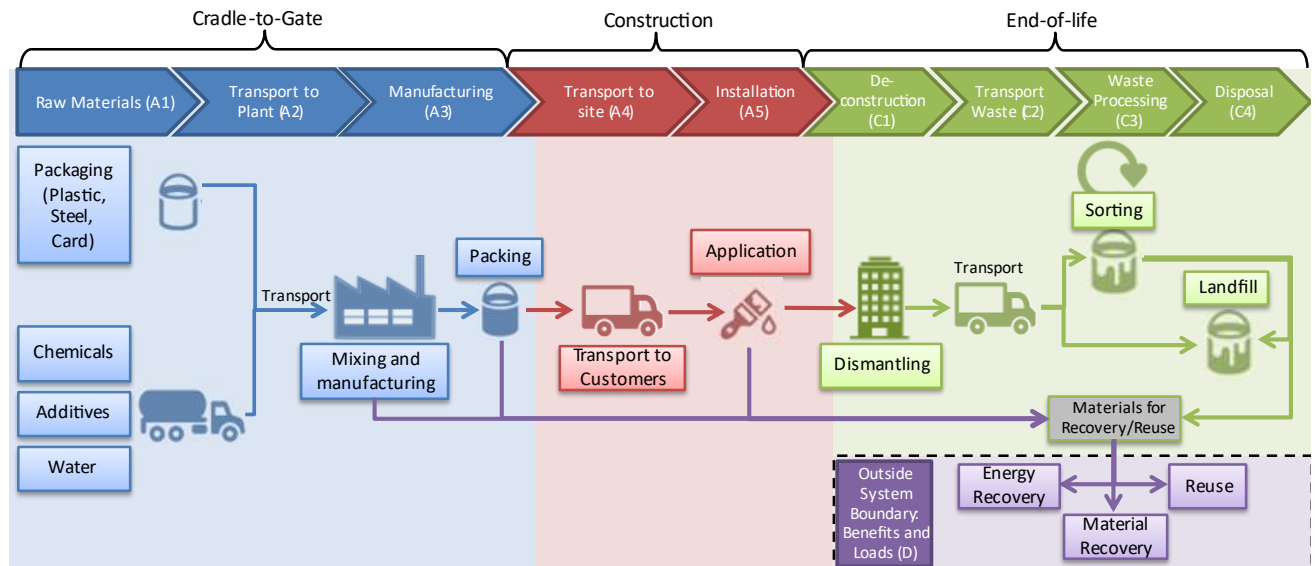 Cradle-to-Gate
Construction
End-of-life
Raw Materials (A1)
Transport to
Plant (A2)
Manufacturing
(A3)
Transport to
site (A4)
Installation
(A5)
De-
construction
(C1)
Transport
Waste (C2)
Waste
Processing
(C3)
Disposal
(C4)
Packaging
(Plastic,
Steel,
Card)
Chemicals
Additives
Water
Transport
Mixing and
manufacturing
Packing
Transport to
Customers
Application
Dismantling
Transport
Sorting
Landfill
Materials for
Recovery/Reuse
Outside
System
Boundary:
Benefits and
Loads (D)
Energy
Recovery
Material
Recovery
Reuse